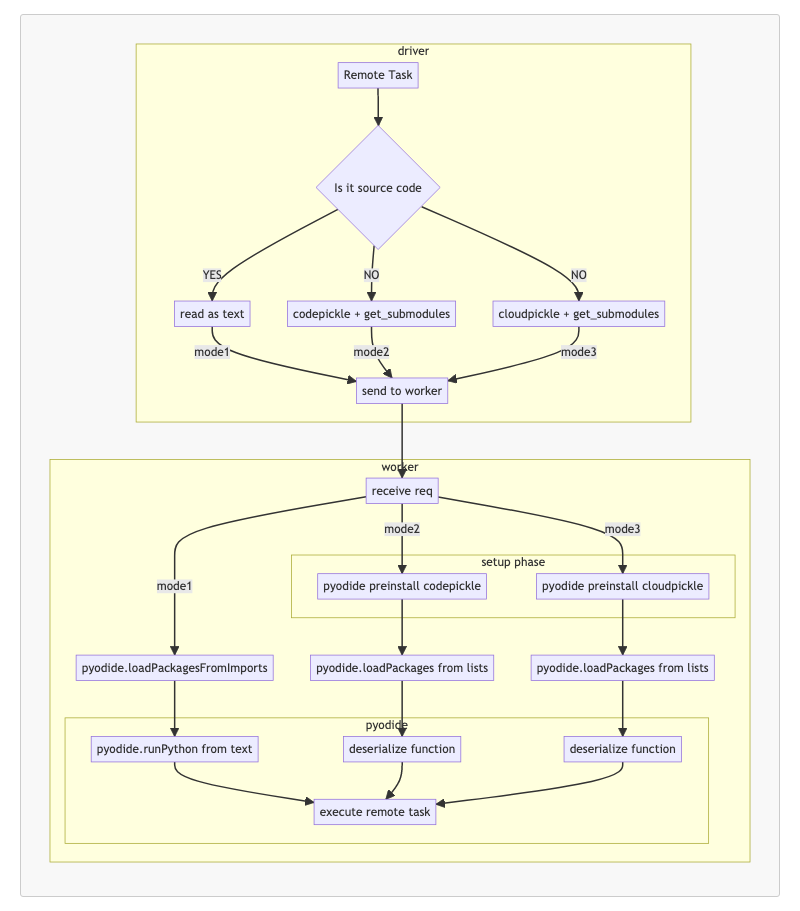 driver
Remote Task
Is it source code
YES
NO
NO
read as text
codepickle + get_submodules
cloudpickle + get_submodules
mode1
mode2
mode3
send to worker
worker
receive req
mode2
mode3
setup phase
mode1
pyodide preinstall codepickle
pyodide preinstall cloudpickle
pyodide.loadPackagesFromImports
pyodide.loadPackages from lists
pyodide.loadPackages from lists
pyodide
pyodide.runPython from text
deserialize function
deserialize function
execute remote task